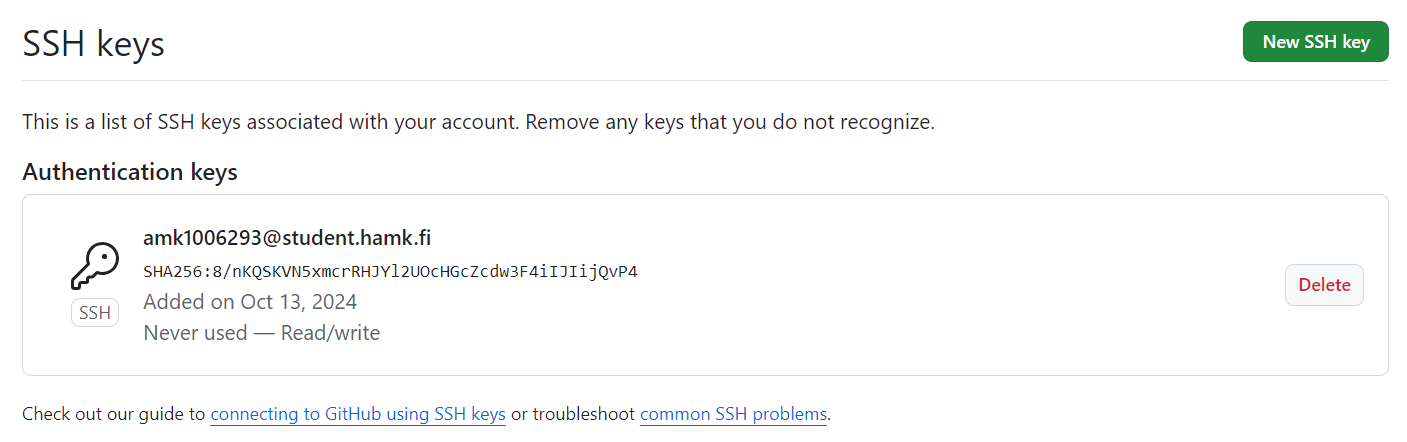 SSH keys
New SSH key
This is a list of SSH keys associated with your account. Remove any keys that you do not recognize.
Authentication keys
amk1006293@student.hamk.fi
SHA256:8/nKQSKVN5xmcrRHJYl2UOcHGcZcdw3F4iIJIijQvP4
Added on Oct 13, 2024
Never used — Read/write
SSH
Delete
Check out our guide to connecting to GitHub using SSH keys or troubleshoot common SSH problems.